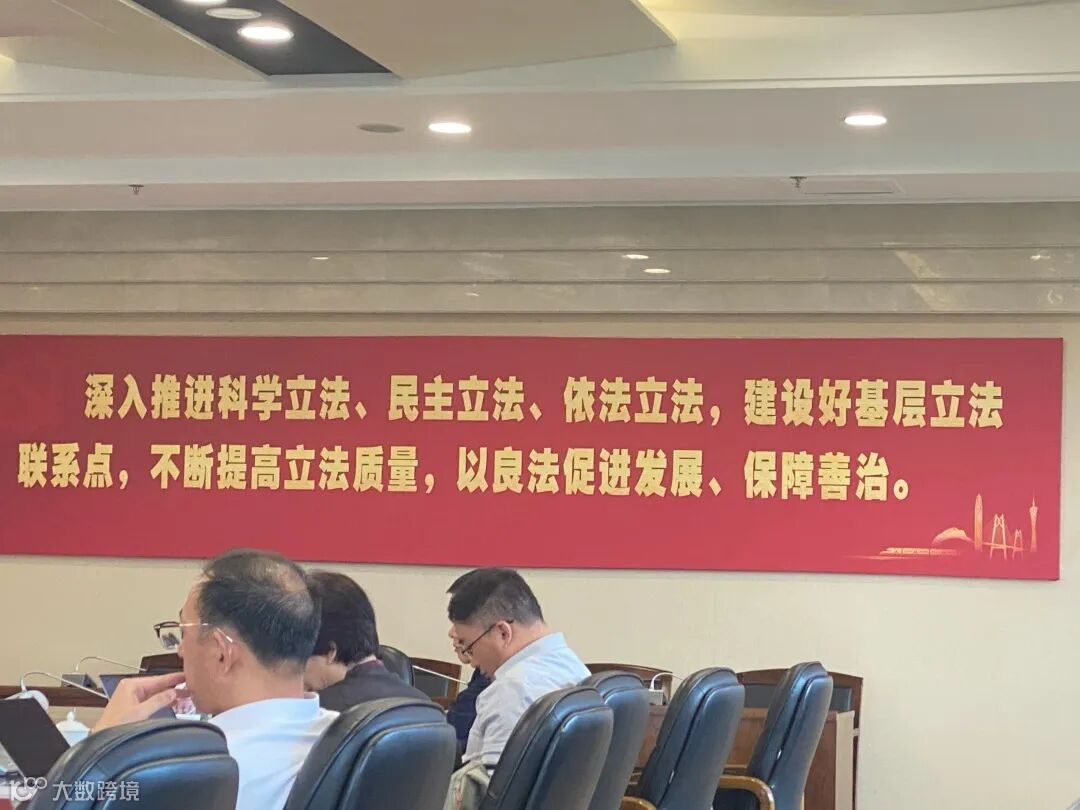 深入推进科学立法、民主立法、依法立法，建设好基层立法
联系点，不断提高立法质量，以良法促进发展、保障善治。
大数跨境